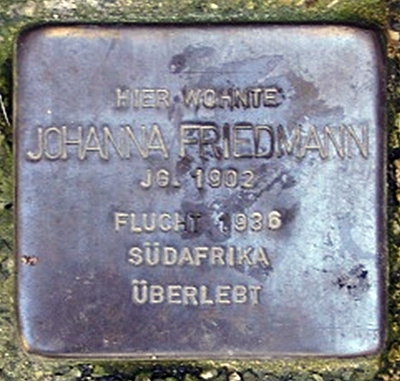 HIER WOHNTE
JOHANNA FRIEDMANN
JG. 1902
FLUCHT 1936
SÜDAFRIKA
ÜBERLEBT